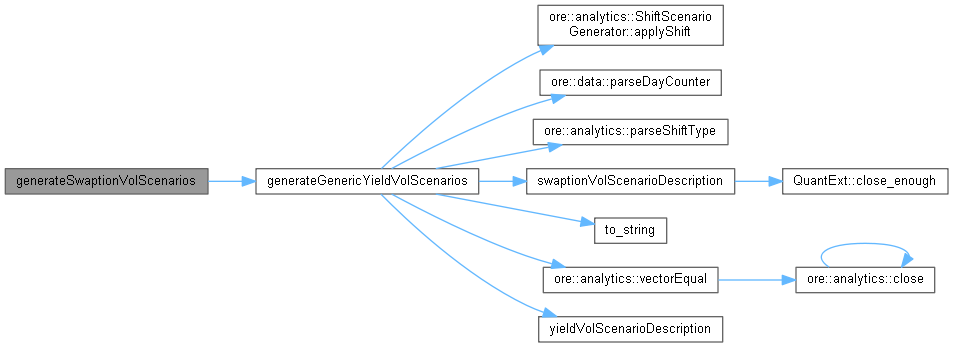 ore::analytics::ShiftScenario
Generator::applyShift
ore::data::parseDayCounter
ore::analytics::parseShiftType
generateSwaptionVolScenarios
generateGenericYieldVolScenarios
swaptionVolScenarioDescription
QuantExt::close_enough
to_string
ore::analytics::vectorEqual
ore::analytics::close
yieldVolScenarioDescription